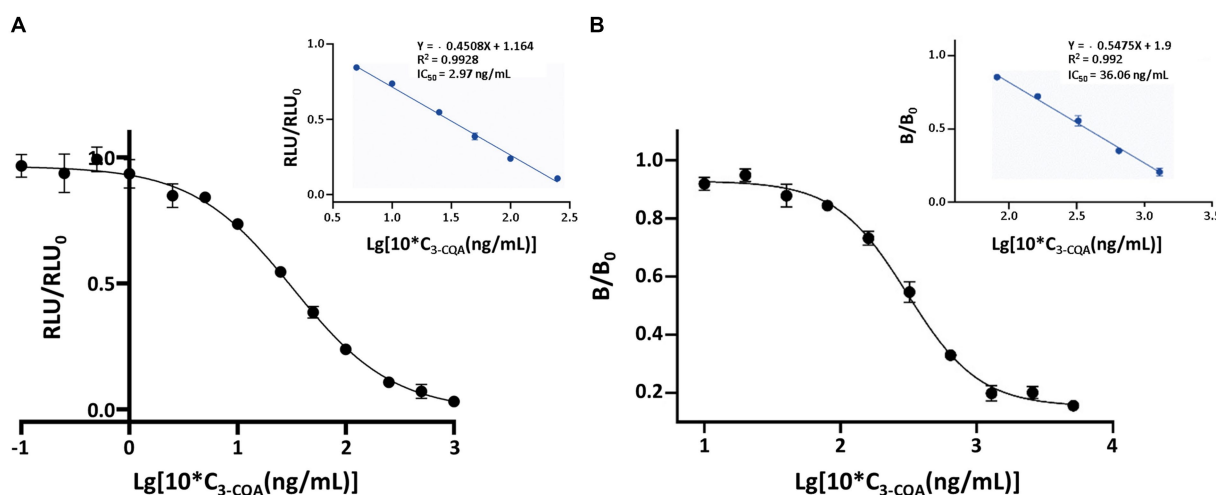 A
RLU/RLU0
1.0
0.5
0.0
-1 0 1 2 3
Lg[10*C3-CQA(ng/mL)]
Y = - 0.4508X + 1.164
R2 = 0.9928
IC50 = 2.97 ng/mL
RLU/RLU0
1.0
0.5
0.0
0.5 1.0 1.5 2.0 2.5
Lg[10*C3-CQA(ng/mL)]
B
B/B0
1.0
0.8
0.6
0.4
0.2
1 2 3 4
Lg[10*C3-CQA(ng/mL)]
Y = - 0.5475X + 1.9
R2 = 0.992
IC50 = 36.06 ng/mL
B/B0
1.0
0.5
0.0
2.0 2.5 3.0 3.5
Lg[10*C3-CQA(ng/mL)]